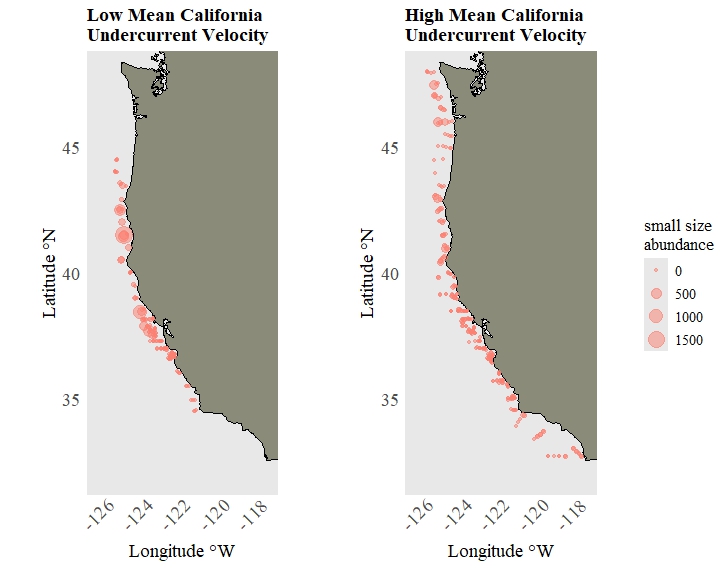 Low Mean California
Undercurrent Velocity
High Mean California
Undercurrent Velocity
45
40
35
Latitude °N
-126
-124
-122
-120
-118
Longitude °W
45
40
35
Latitude °N
-126
-124
-122
-120
-118
Longitude °W
small size
abundance
0
500
1000
1500